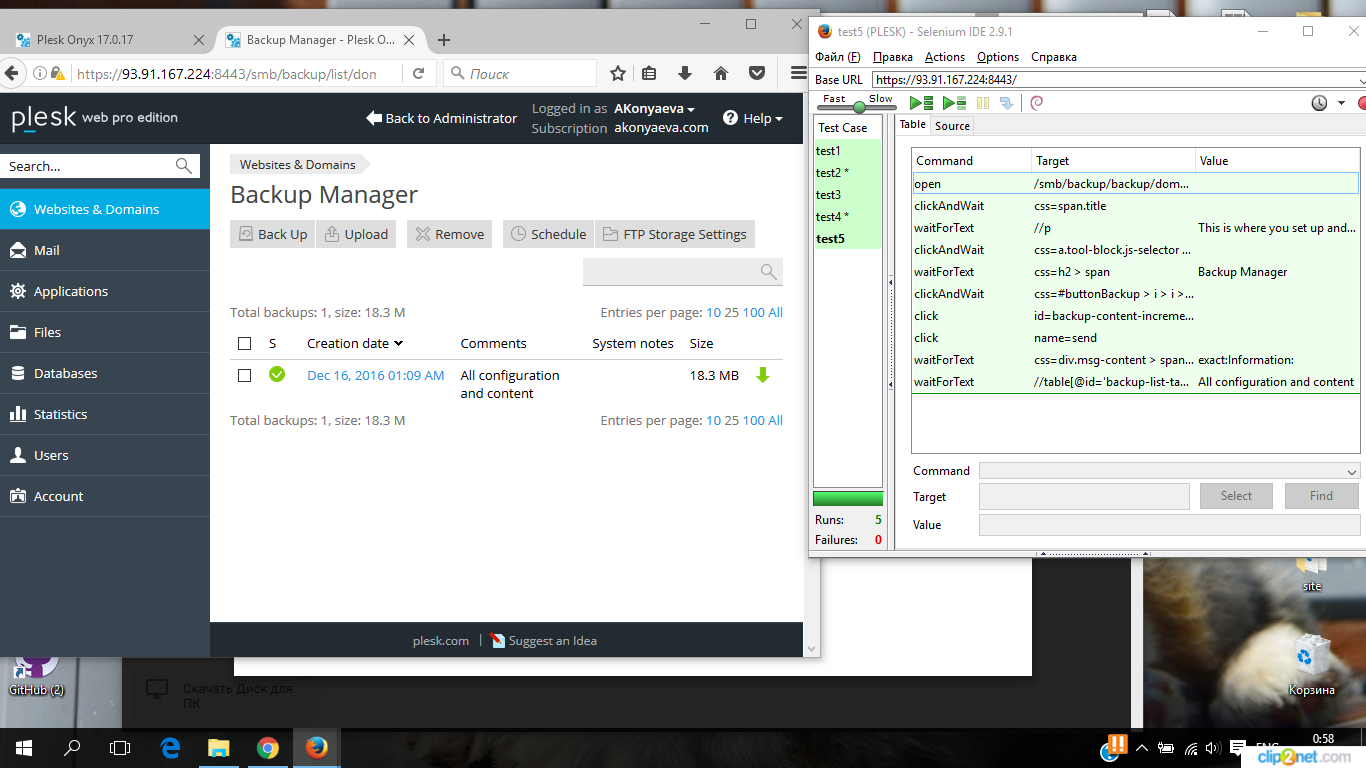 Plesk Onyx 17.0.17
Backup Manager - Plesk O...
https://93.91.167.224:8443/smb/backup/list/don
Поиск
plesk web pro edition
Back to Administrator
Logged in as AKonyaeva
Subscription akonyaeva.com
Help
Search...
Websites & Domains
Mail
Applications
Files
Databases
Statistics
Users
Account
Websites & Domains
Backup Manager
Back Up Upload Remove Schedule FTP Storage Settings
Total backups: 1, size: 18.3 M Entries per page: 10 25 100 All
S Creation date Comments System notes Size
Dec 16, 2016 01:09 AM All configuration 18.3 MB
and content
Total backups: 1, size: 18.3 M Entries per page: 10 25 100 All
plesk.com | Suggest an Idea
test5 (PLESK) - Selenium IDE 2.9.1
Файл (F) Правка Actions Options Справка
Base URL https://93.91.167.224:8443/
Fast Slow
Test Case
test1
test2 *
test3
test4 *
test5
Runs: 5
Failures: 0
Table Source
Command Target Value
open /smb/backup/backup/dom...
clickAndWait css=span.title
waitForText //p This is where you set up and...
clickAndWait css=a.tool-block.js-selector ...
waitForText css=h2 > span Backup Manager
clickAndWait css=#buttonBackup > i > i >...
click id=backup-content-increme...
click name=send
waitForText css=div.msg-content > span... exact:Information:
waitForText //table[@id='backup-list-ta... All configuration and content
Command
Target Select Find
Value
site
Корзина
GitHub (2)
Скачать Диск для
ПК
0:58
clip2net.com